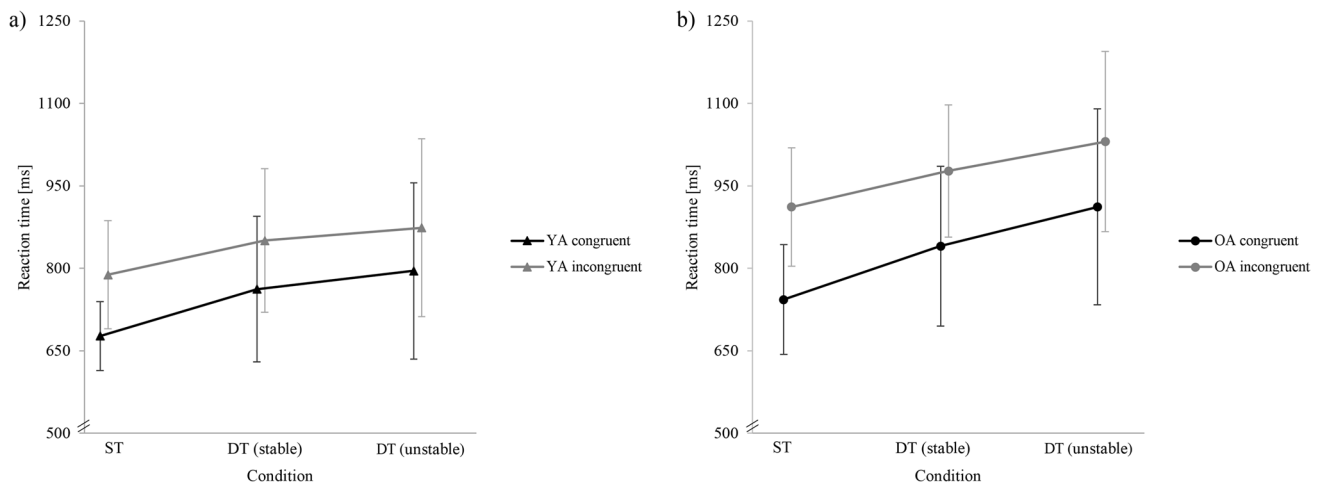 a)
1250
1100
950
800
650
500
Reaction time [ms]
ST
DT (stable)
DT (unstable)
Condition
YA congruent
YA incongruent
b)
1250
1100
950
800
650
500
Reaction time [ms]
ST
DT (stable)
DT (unstable)
Condition
OA congruent
OA incongruent